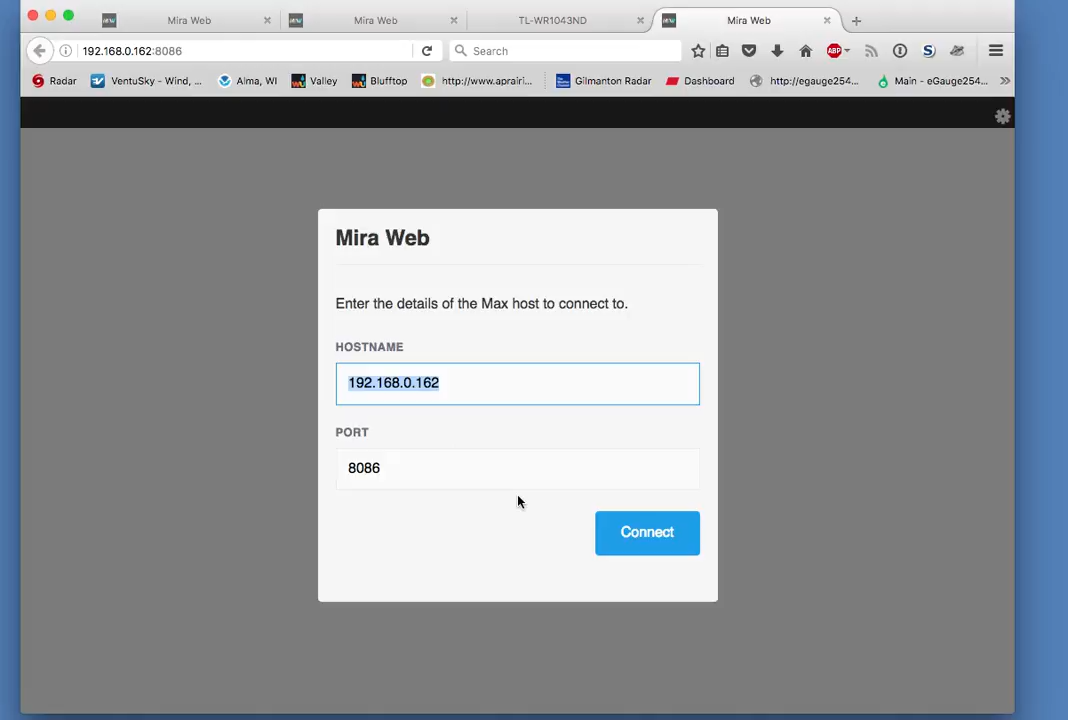 Mira Web
Mira Web
TL-WR1043ND
Mira Web
192.168.0.162:8086
Search
ABP
S
Radar
VentuSky - Wind, ...
Alma, WI
Valley
Blufftop
http://www.aprairi...
Gilmanton Radar
Dashboard
http://egauge254...
Main - eGauge254...
Mira Web
Enter the details of the Max host to connect to.
HOSTNAME
192.168.0.162
PORT
8086
Connect